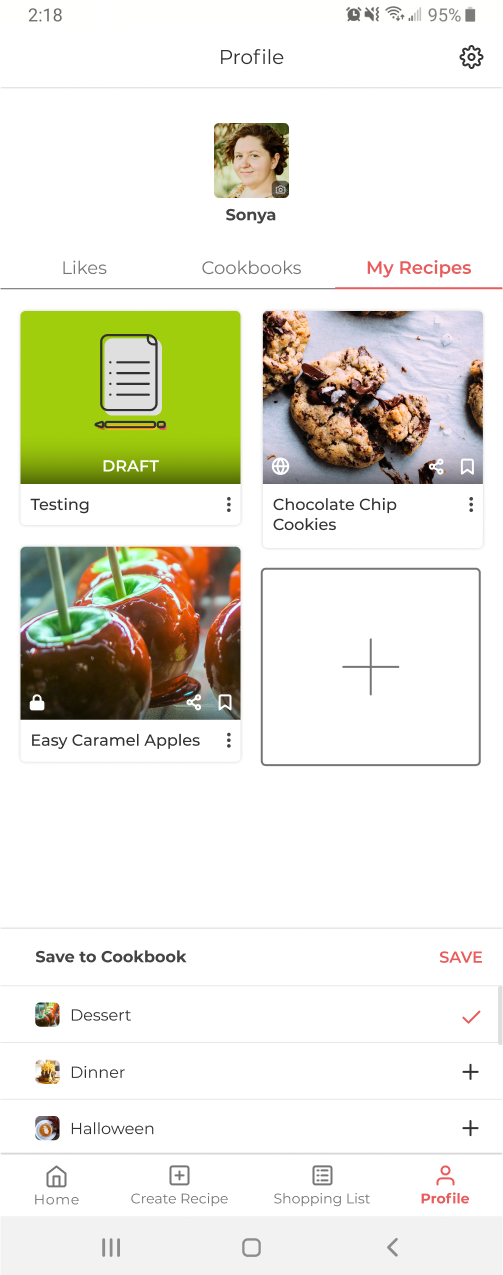 2:18
95%
Profile
Sonya
Likes
Cookbooks
My Recipes
DRAFT
Testing
Chocolate Chip
Cookies
Easy Caramel Apples
Save to Cookbook
SAVE
Dessert
Dinner
Halloween
Home
Create Recipe
Shopping List
Profile